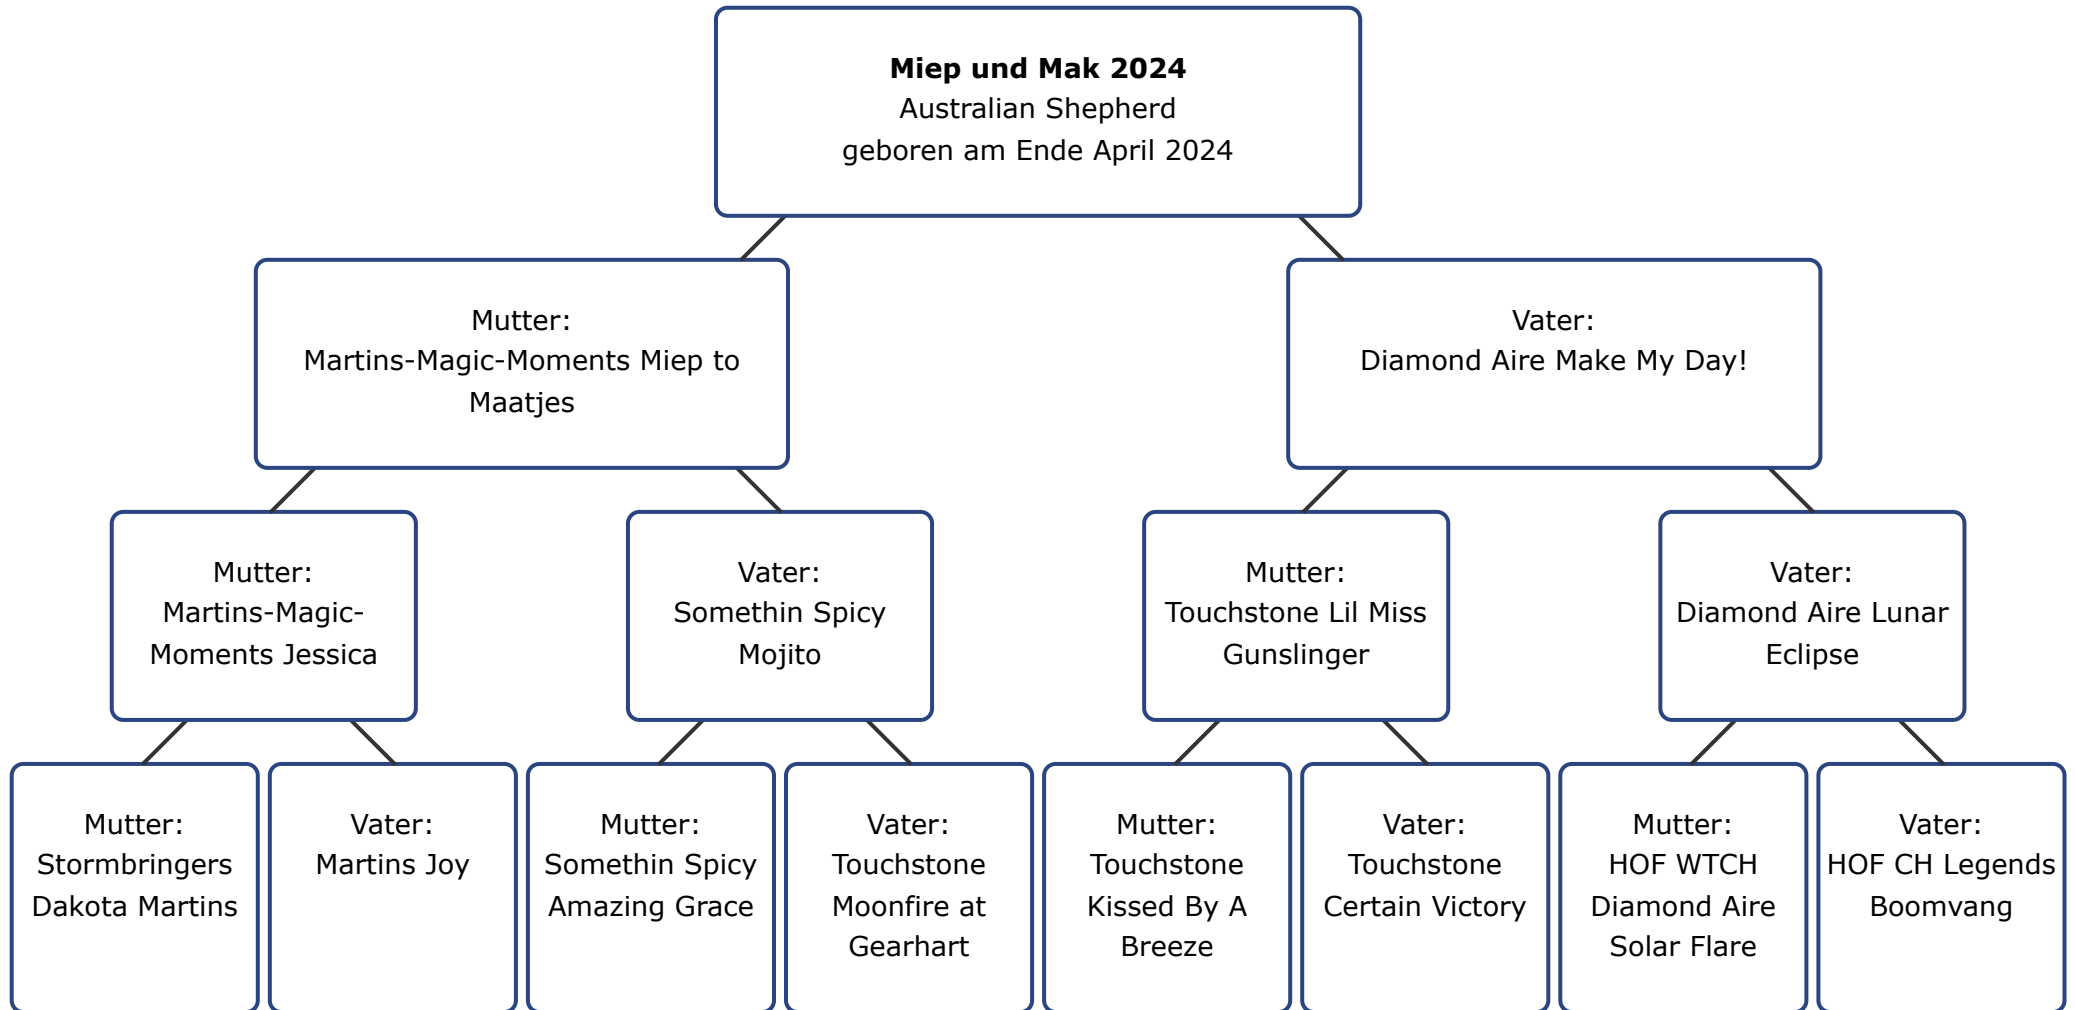 Miep und Mak 2024
Australian Shepherd
geboren am Ende April 2024
Mutter:
Martins-Magic-Moments Miep to
Maatjes
Vater:
Diamond Aire Make My Day!
Mutter:
Martins-Magic-
Moments Jessica
Vater:
Somethin Spicy
Mojito
Mutter:
Touchstone Lil Miss
Gunslinger
Vater:
Diamond Aire Lunar
Eclipse
Mutter:
Stormbringers
Dakota Martins
Vater:
Martins Joy
Mutter:
Somethin Spicy
Amazing Grace
Vater:
Touchstone
Moonfire at
Gearhart
Mutter:
Touchstone
Kissed By A
Breeze
Vater:
Touchstone
Certain Victory
Mutter:
HOF WTCH
Diamond Aire
Solar Flare
Vater:
HOF CH Legends
Boomvang